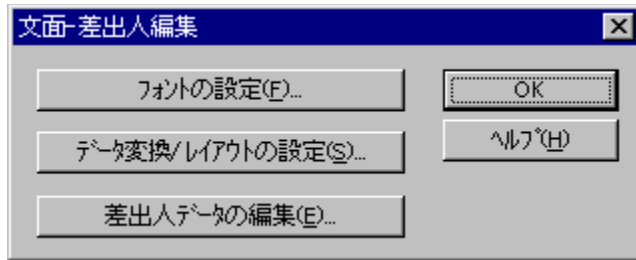 文面-差出人編集
フォントの設定(F)...
OK
データ変換/レイアウトの設定(S)...
ヘルプ(H)
差出人データの編集(E)...